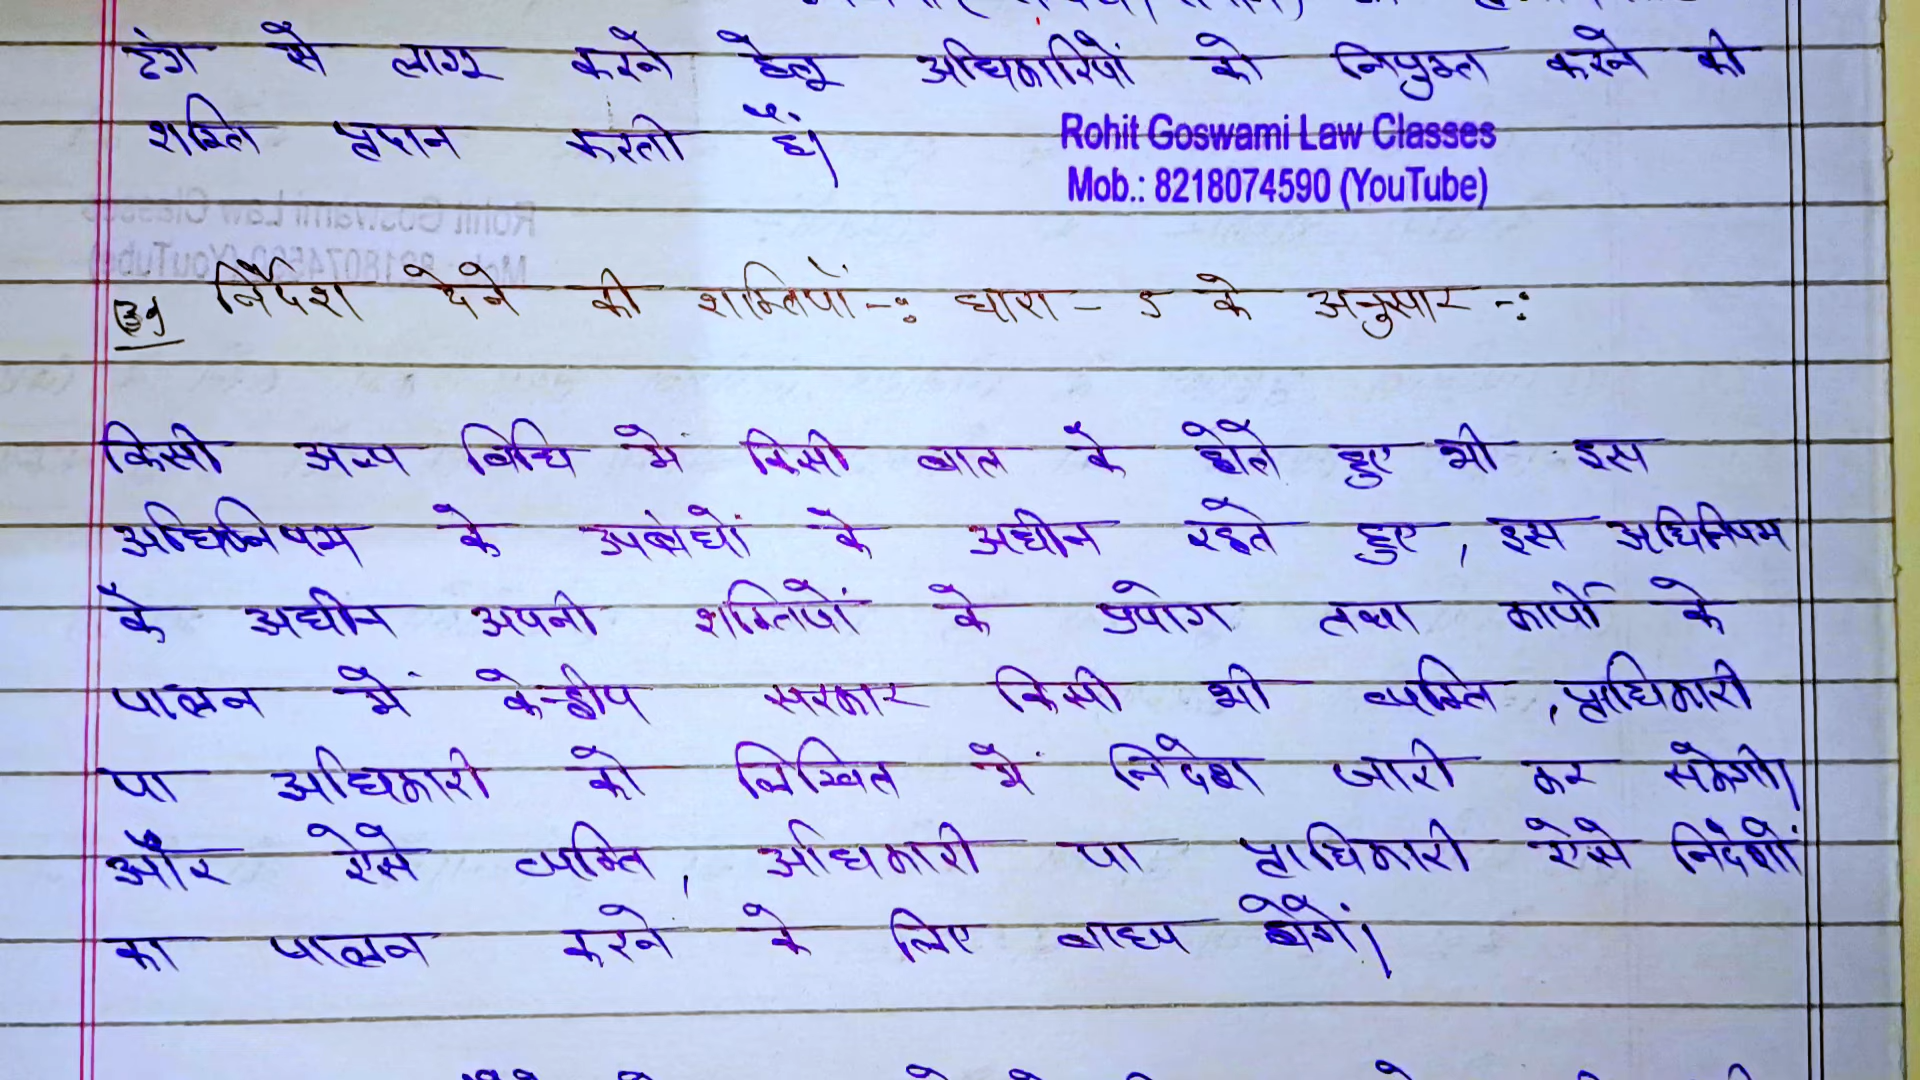 ढंग से लागू करने हेतू अधिकारियों को नियुक्त करने की
शक्ति प्रदान करती हैं।
Rohit Goswami Law Classes
Mob.: 8218074590 (YouTube)
(3) निर्देश देने की शक्तियों-: धारा - 5 के अनुसार -:
किसी अन्य विधि में किसी बात के होते हुए भी इस
अधिनियम के उपबंधों के अधीन रहते हुए, इस अधिनियम
के अधीन अपनी शक्तियों के प्रयोग तथा कार्यो के
पालन में केन्द्रीय सरकार किसी भी व्यक्ति, प्राधिकारी
या अधिकारी को लिखित में निर्देश जारी कर सकेगी।
और ऐसे व्यक्ति, अधिकारी या प्राधिकारी ऐसे निर्देशों
का पालन करने के लिए बाध्य होगें।